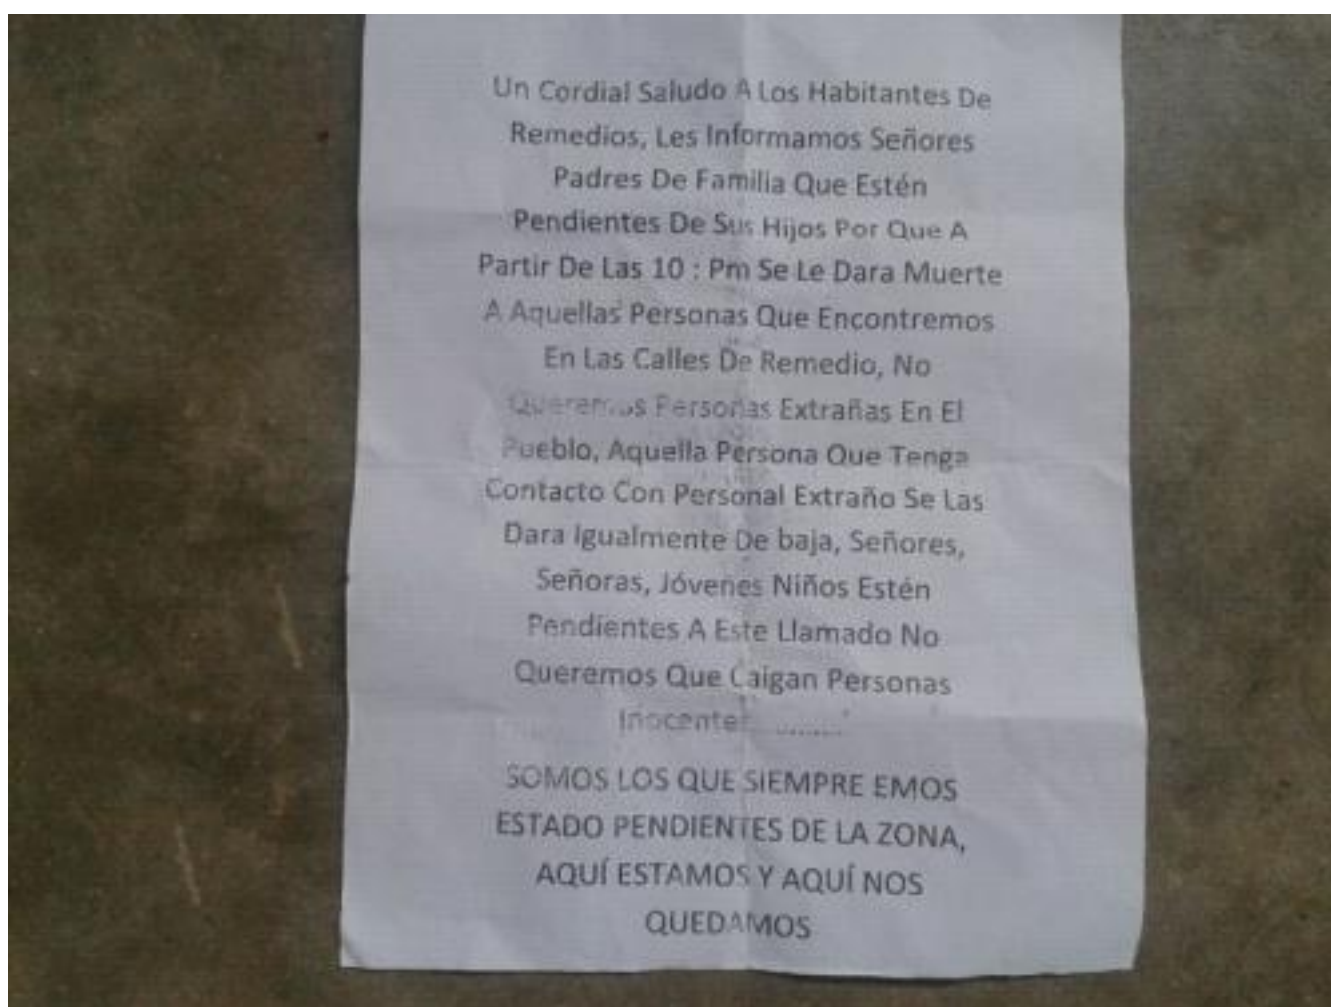 Un Cordial Saludo A Los Habitantes De
Remedios, Les Informamos Señores
Padres De Familia Que Estén
Pendientes De Sus Hijos Por Que A
Partir De Las 10 : Pm Se Le Dara Muerte
A Aquellas Personas Que Encontremos
En Las Calles De Remedio, No
Queremos Personas Extrañas En El
Pueblo, Aquella Persona Que Tenga
Contacto Con Personal Extraño Se Las
Dara Igualmente De baja, Señores,
Señoras, Jóvenes Niños Estén
Pendientes A Este Llamado No
Queremos Que Caigan Personas
Inocentes.........
SOMOS LOS QUE SIEMPRE EMOS
ESTADO PENDIENTES DE LA ZONA,
AQUÍ ESTAMOS Y AQUÍ NOS
QUEDAMOS